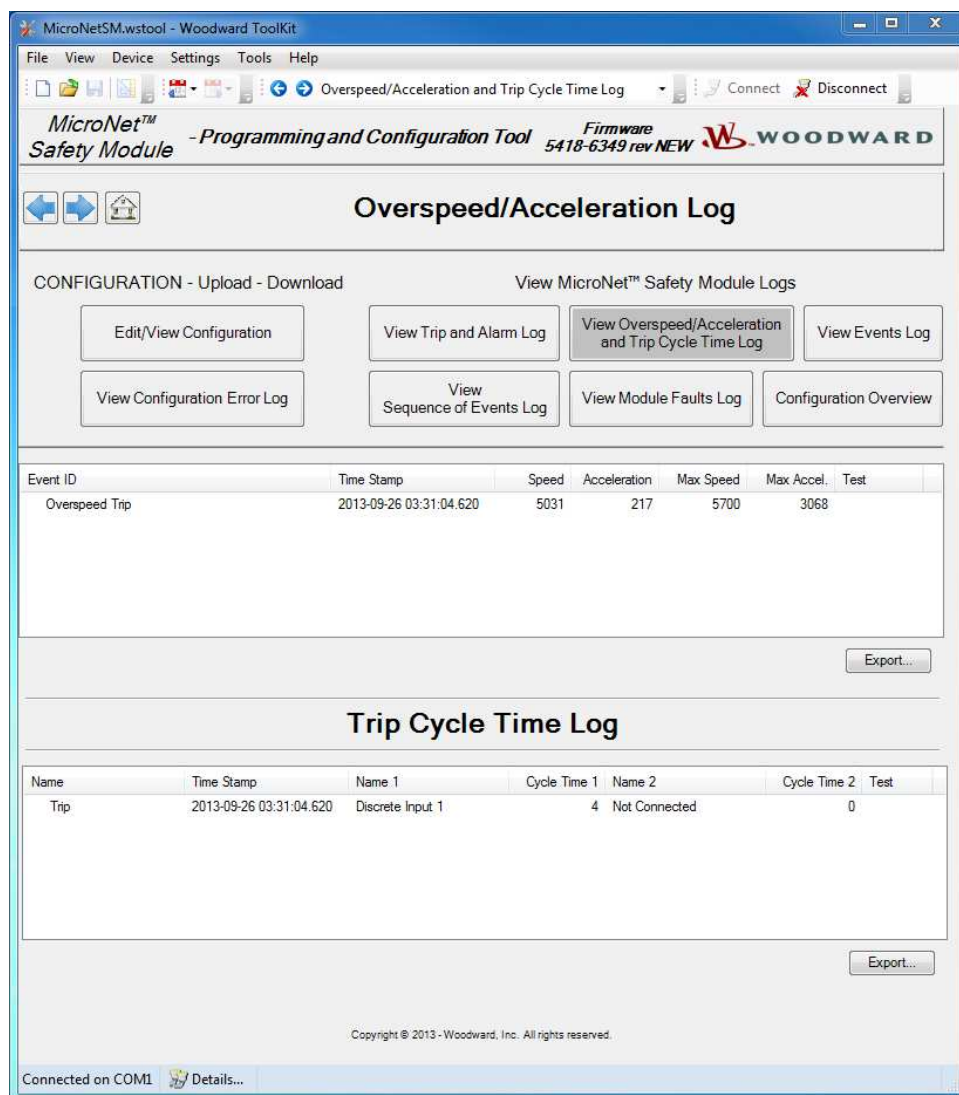 MicroNetSM.wstool - Woodward ToolKit
File View Device Settings Tools Help
Overspeed/Acceleration and Trip Cycle Time Log Connect Disconnect
MicroNet™ Safety Module - Programming and Configuration Tool Firmware 5418-6349 rev NEW WOODWARD
Overspeed/Acceleration Log
CONFIGURATION - Upload - Download View MicroNet™ Safety Module Logs
Edit/View Configuration
View Trip and Alarm Log
View Overspeed/Acceleration
and Trip Cycle Time Log
View Events Log
View Configuration Error Log
View
Sequence of Events Log
View Module Faults Log
Configuration Overview
Event ID Time Stamp Speed Acceleration Max Speed Max Accel. Test
Overspeed Trip 2013-09-26 03:31:04.620 5031 217 5700 3068
Export...
Trip Cycle Time Log
Name Time Stamp Name 1 Cycle Time 1 Name 2 Cycle Time 2 Test
Trip 2013-09-26 03:31:04.620 Discrete Input 1 4 Not Connected 0
Export...
Copyright © 2013 - Woodward, Inc. All rights reserved.
Connected on COM1 Details...